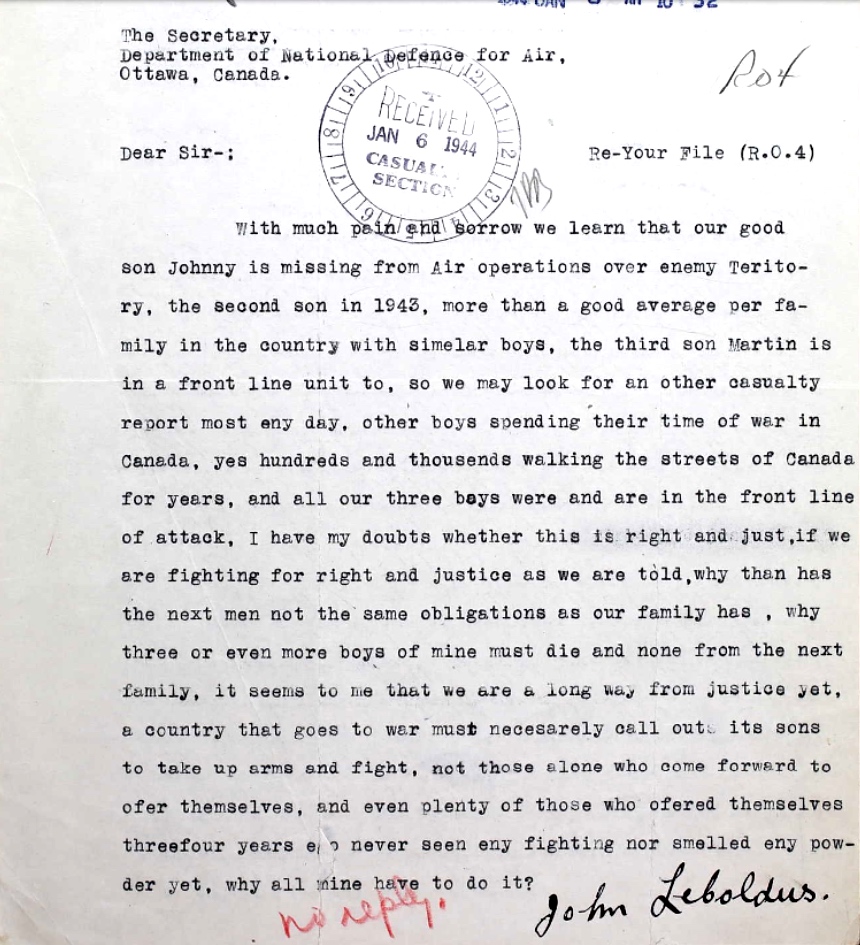 The Secretary,
Department of National Defence for Air,
Ottawa, Canada.
RO4
RECEIVED
JAN 6 1944
CASUAL
SECTION
Dear Sir-; Re-Your File (R.O.4)
With much pain and sorrow we learn that our good
son Johnny is missing from Air operations over enemy Terito-
ry, the second son in 1943, more than a good average per fa-
mily in the country with simelar boys, the third son Martin is
in a front line unit to, so we may look for an other casualty
report most eny day, other boys spending their time of war in
Canada, yes hundreds and thousends walking the streets of Canada
for years, and all our three boys were and are in the front line
of attack, I have my doubts whether this is right and just,if we
are fighting for right and justice as we are told,why than has
the next men not the same obligations as our family has , why
three or even more boys of mine must die and none from the next
family, it seems to me that we are a long way from justice yet,
a country that goes to war must necesarely call out its sons
to take up arms and fight, not those alone who come forward to
ofer themselves, and even plenty of those who ofered themselves
threefour years never seen eny fighting nor smelled eny pow-
der yet, why all mine have to do it?
no reply.
John Leboldus.